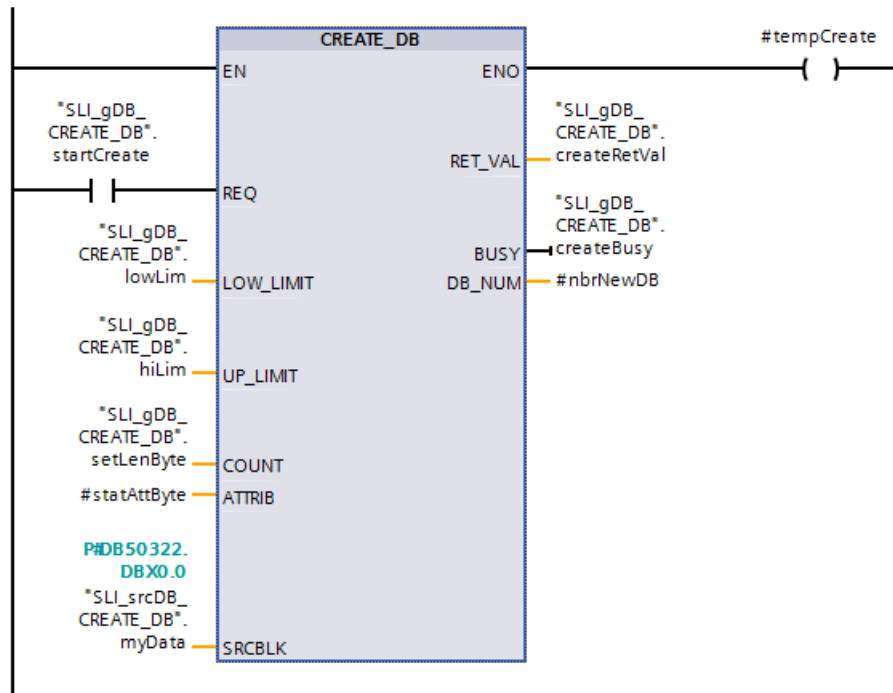 CREATE_DB
#tempCreate
EN
ENO
"SLI_gDB_
CREATE_DB".
startCreate
"SLI_gDB_
CREATE_DB".
createRetVal
RET_VAL
REQ
"SLI_gDB_
CREATE_DB".
createBusy
BUSY
"SLI_gDB_
CREATE_DB".
lowLim
LOW_LIMIT
DB_NUM
#nbrNewDB
"SLI_gDB_
CREATE_DB".
hiLim
UP_LIMIT
"SLI_gDB_
CREATE_DB".
setLenByte
COUNT
#statAttByte
ATTRIB
P#DB50322.
DBX0.0
"SLI_srcDB_
CREATE_DB".
myData
SRCBLK